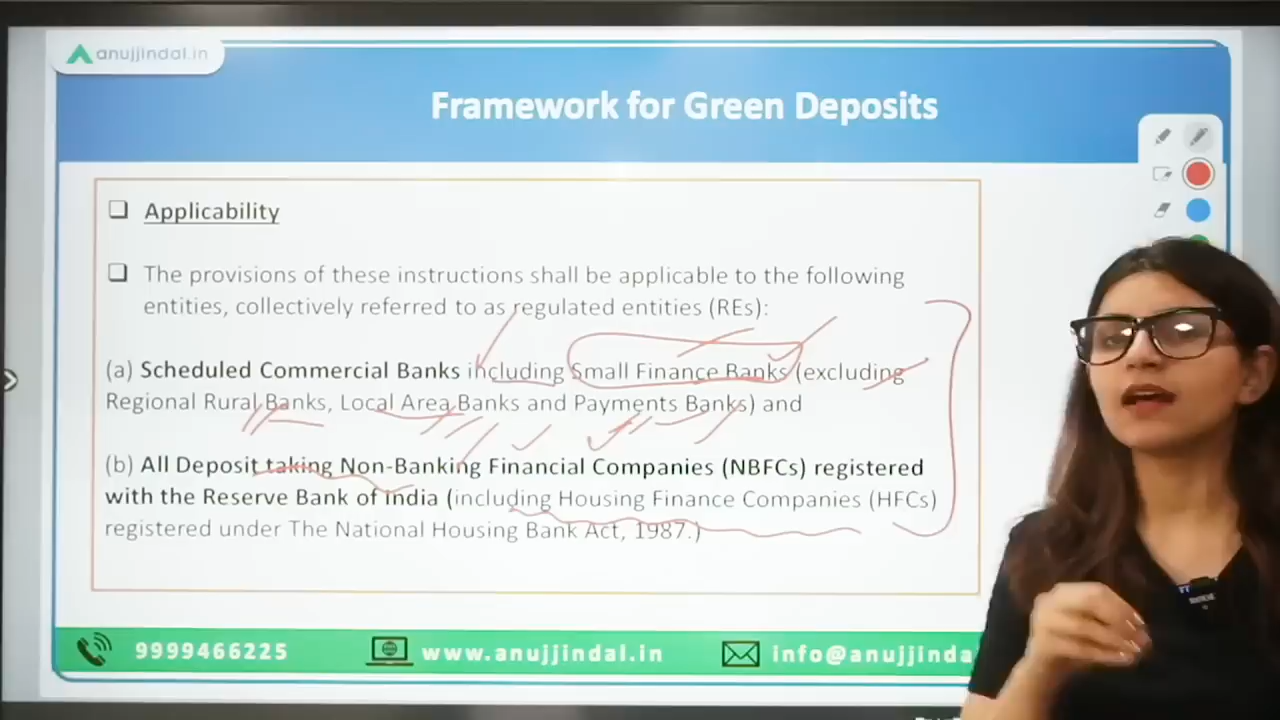 anujjindal.in
Framework for Green Deposits
❑ Applicability
❑ The provisions of these instructions shall be applicable to the following
entities, collectively referred to as regulated entities (REs):
(a) Scheduled Commercial Banks including Small Finance Banks (excluding
Regional Rural Banks, Local Area Banks and Payments Banks) and
(b) All Deposit taking Non-Banking Financial Companies (NBFCs) registered
with the Reserve Bank of India (including Housing Finance Companies (HFCs)
registered under The National Housing Bank Act, 1987.)
9999466225 www.anujjindal.in info@anujjinda